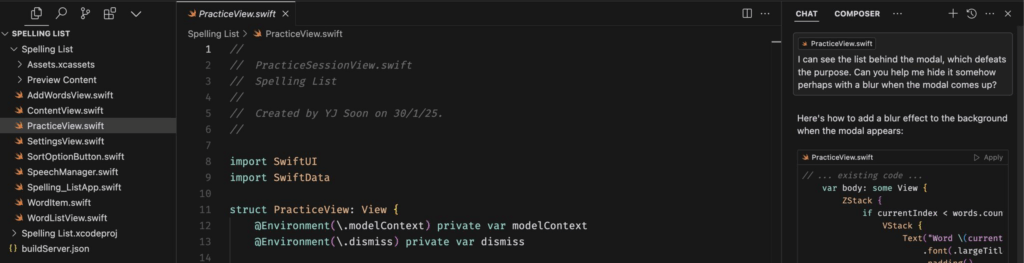 SPELLING LIST
Spelling List
Assets.xcassets
Preview Content
AddWordsView.swift
ContentView.swift
PracticeView.swift
SettingsView.swift
SortOptionButton.swift
SpeechManager.swift
Spelling_ListApp.swift
WordItem.swift
WordListView.swift
Spelling List.xcodeproj
{} buildServer.json
PracticeView.swift
Spelling List > PracticeView.swift
1 //
2 // PracticeSessionView.swift
3 // Spelling List
4 //
5 // Created by YJ Soon on 30/1/25.
6 //
7
8 import SwiftUI
9 import SwiftData
10
11 struct PracticeView: View {
12 @Environment(\.modelContext) private var modelContext
13 @Environment(\.dismiss) private var dismiss
CHAT COMPOSER
PracticeView.swift
I can see the list behind the modal, which defeats
the purpose. Can you help me hide it somehow
perhaps with a blur when the modal comes up?
Here's how to add a blur effect to the background
when the modal appears:
PracticeView.swift Apply
// ... existing code ...
var body: some View {
ZStack {
if currentIndex < words.coun
VStack {
Text("Word \(current
.font(.largeTitl